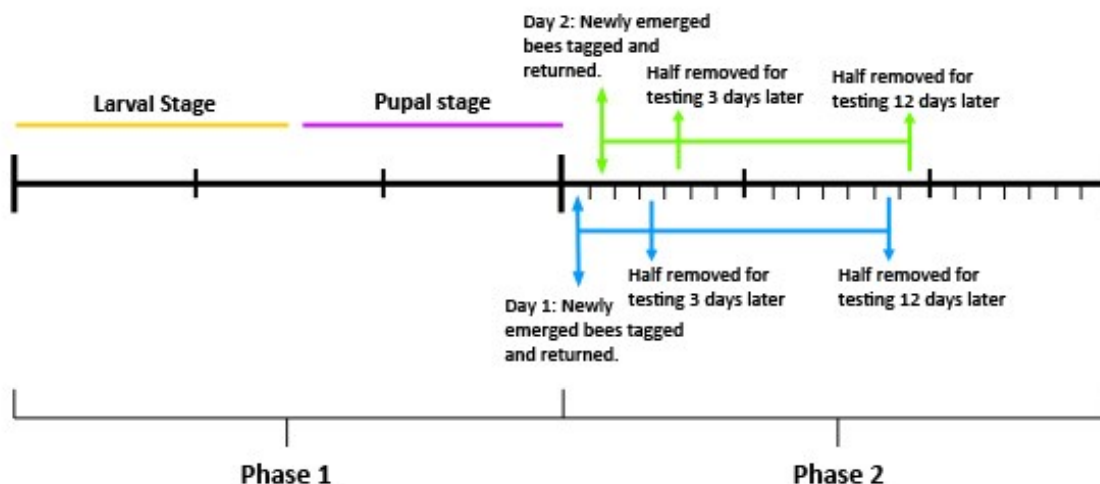 Day 2: Newly emerged
bees tagged and
returned.
Half removed for
testing 3 days later
Half removed for
testing 12 days later
Larval Stage
Pupal stage
Half removed for
testing 3 days later
Half removed for
testing 12 days later
Day 1: Newly
emerged bees tagged
and returned.
Phase 1
Phase 2